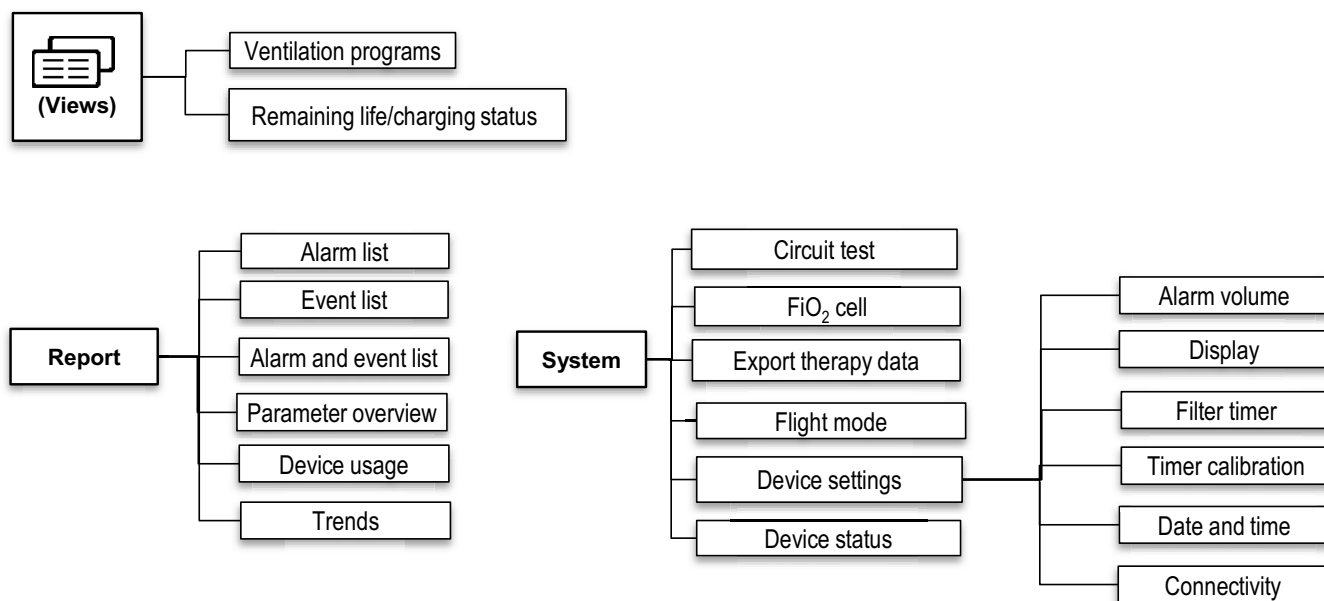 (Views)
Ventilation programs
Remaining life/charging status
Report
Alarm list
Event list
Alarm and event list
Parameter overview
Device usage
Trends
System
Circuit test
FiO₂ cell
Export therapy data
Flight mode
Device settings
Device status
Alarm volume
Display
Filter timer
Timer calibration
Date and time
Connectivity